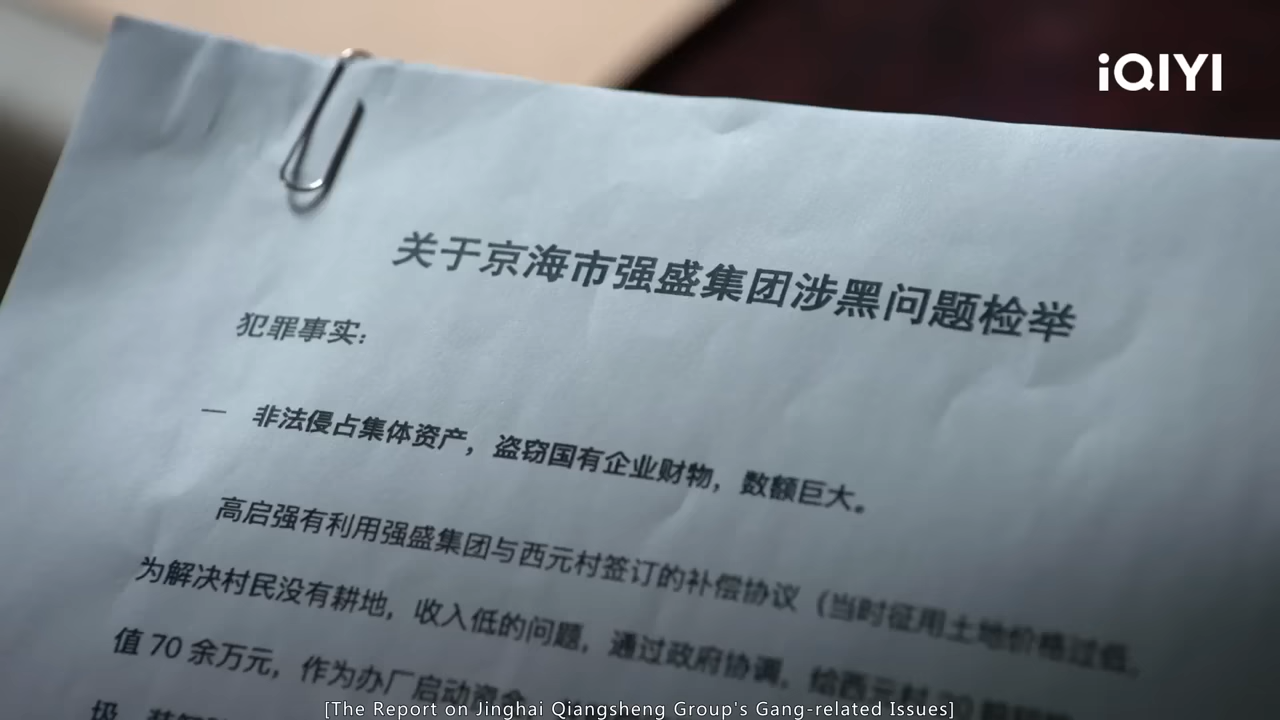 iQIYI
关于京海市强盛集团涉黑问题检举
犯罪事实：
一 非法侵占集体资产，盗窃国有企业财物，数额巨大。
高启强有利用强盛集团与西元村签订的补偿协议（当时征用土地价格过低，
为解决村民没有耕地，收入低的问题，通过政府协调，给西元村
值 70 余万元，作为办厂启动资金
圾
[The Report on Jinghai Qiangsheng Group's Gang-related Issues]